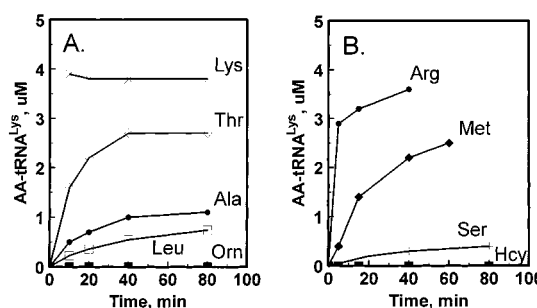 A.
AA-tRNA^Lys, uM
5
4
3
2
1
0
Lys
Thr
Ala
Leu
Orn
0 20 40 60 80 100
Time, min
B.
AA-tRNA^Lys, uM
5
4
3
2
1
0
Arg
Met
Ser
Hcy
0 20 40 60 80 100
Time, min